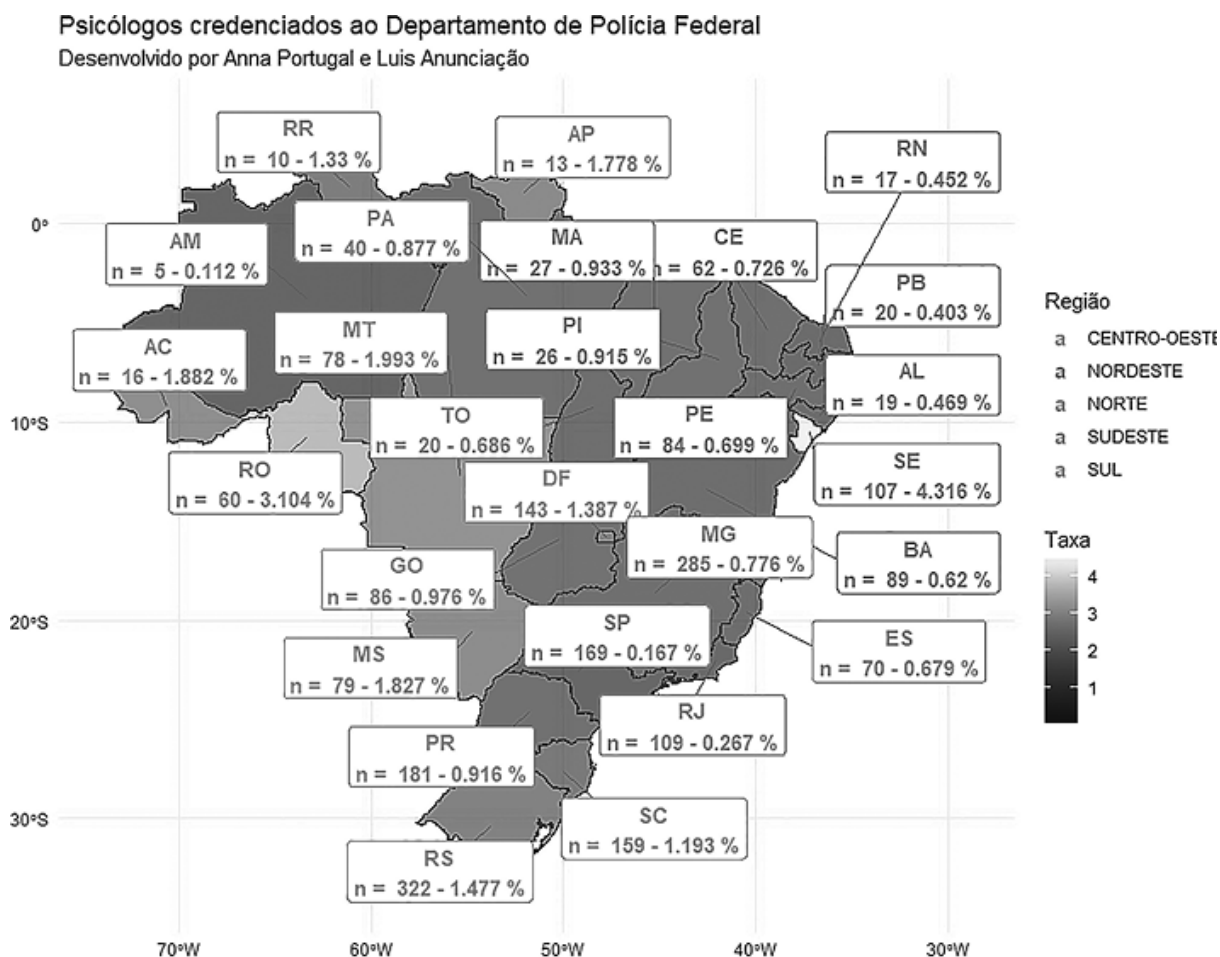 Psicólogos credenciados ao Departamento de Polícia Federal
Desenvolvido por Anna Portugal e Luis Anunciação
RR
n = 10 - 1.33 %
AP
n = 13 - 1.778 %
RN
n = 17 - 0.452 %
PA
n = 40 - 0.877 %
AM
n = 5 - 0.112 %
MA
n = 27 - 0.933 %
CE
n = 62 - 0.726 %
PB
n = 20 - 0.403 %
MT
n = 78 - 1.993 %
PI
n = 26 - 0.915 %
AC
n = 16 - 1.882 %
AL
n = 19 - 0.469 %
TO
n = 20 - 0.686 %
PE
n = 84 - 0.699 %
RO
n = 60 - 3.104 %
DF
n = 143 - 1.387 %
SE
n = 107 - 4.316 %
MG
n = 285 - 0.776 %
BA
n = 89 - 0.62 %
GO
n = 86 - 0.976 %
SP
n = 169 - 0.167 %
ES
n = 70 - 0.679 %
MS
n = 79 - 1.827 %
RJ
n = 109 - 0.267 %
PR
n = 181 - 0.916 %
SC
n = 159 - 1.193 %
RS
n = 322 - 1.477 %
0°
10°S
20°S
30°S
70°W
60°W
50°W
40°W
30°W
Região
a CENTRO-OESTE
a NORDESTE
a NORTE
a SUDESTE
a SUL
Taxa
4
3
2
1